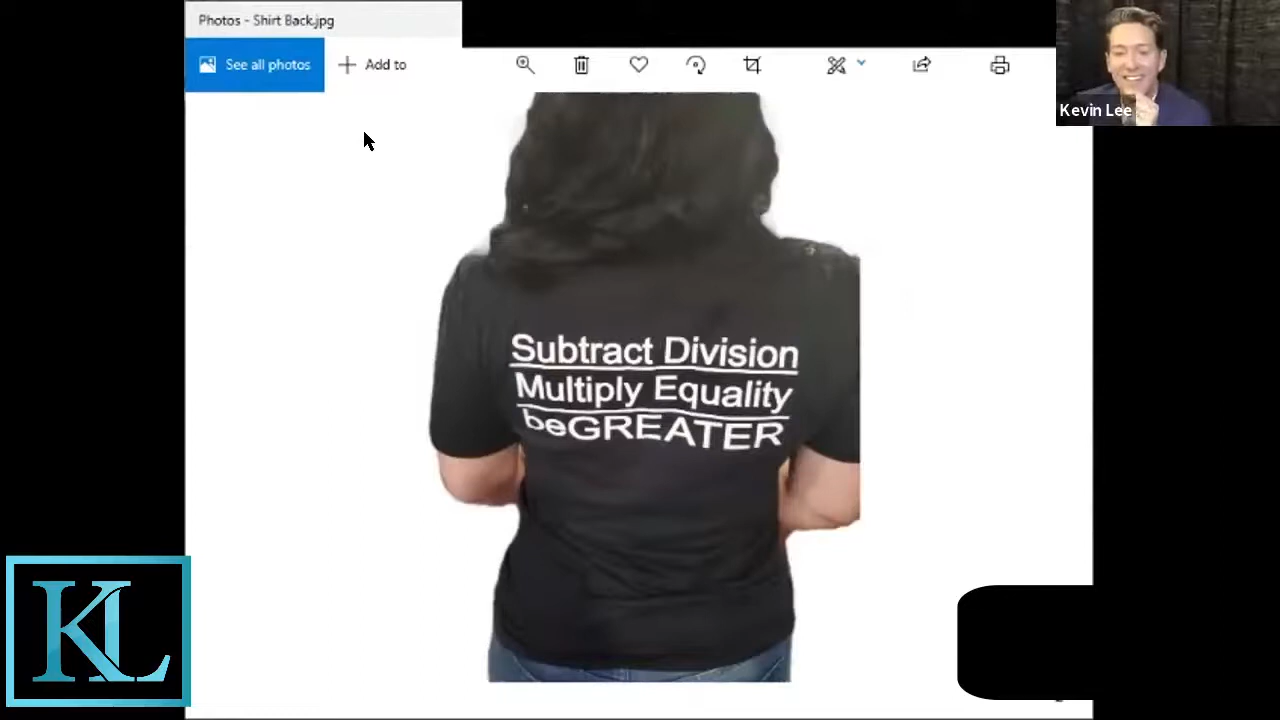 Photos - Shirt Back.jpg
See all photos
Add to
Kevin Lee
Subtract Division
Multiply Equality
beGREATER
KL